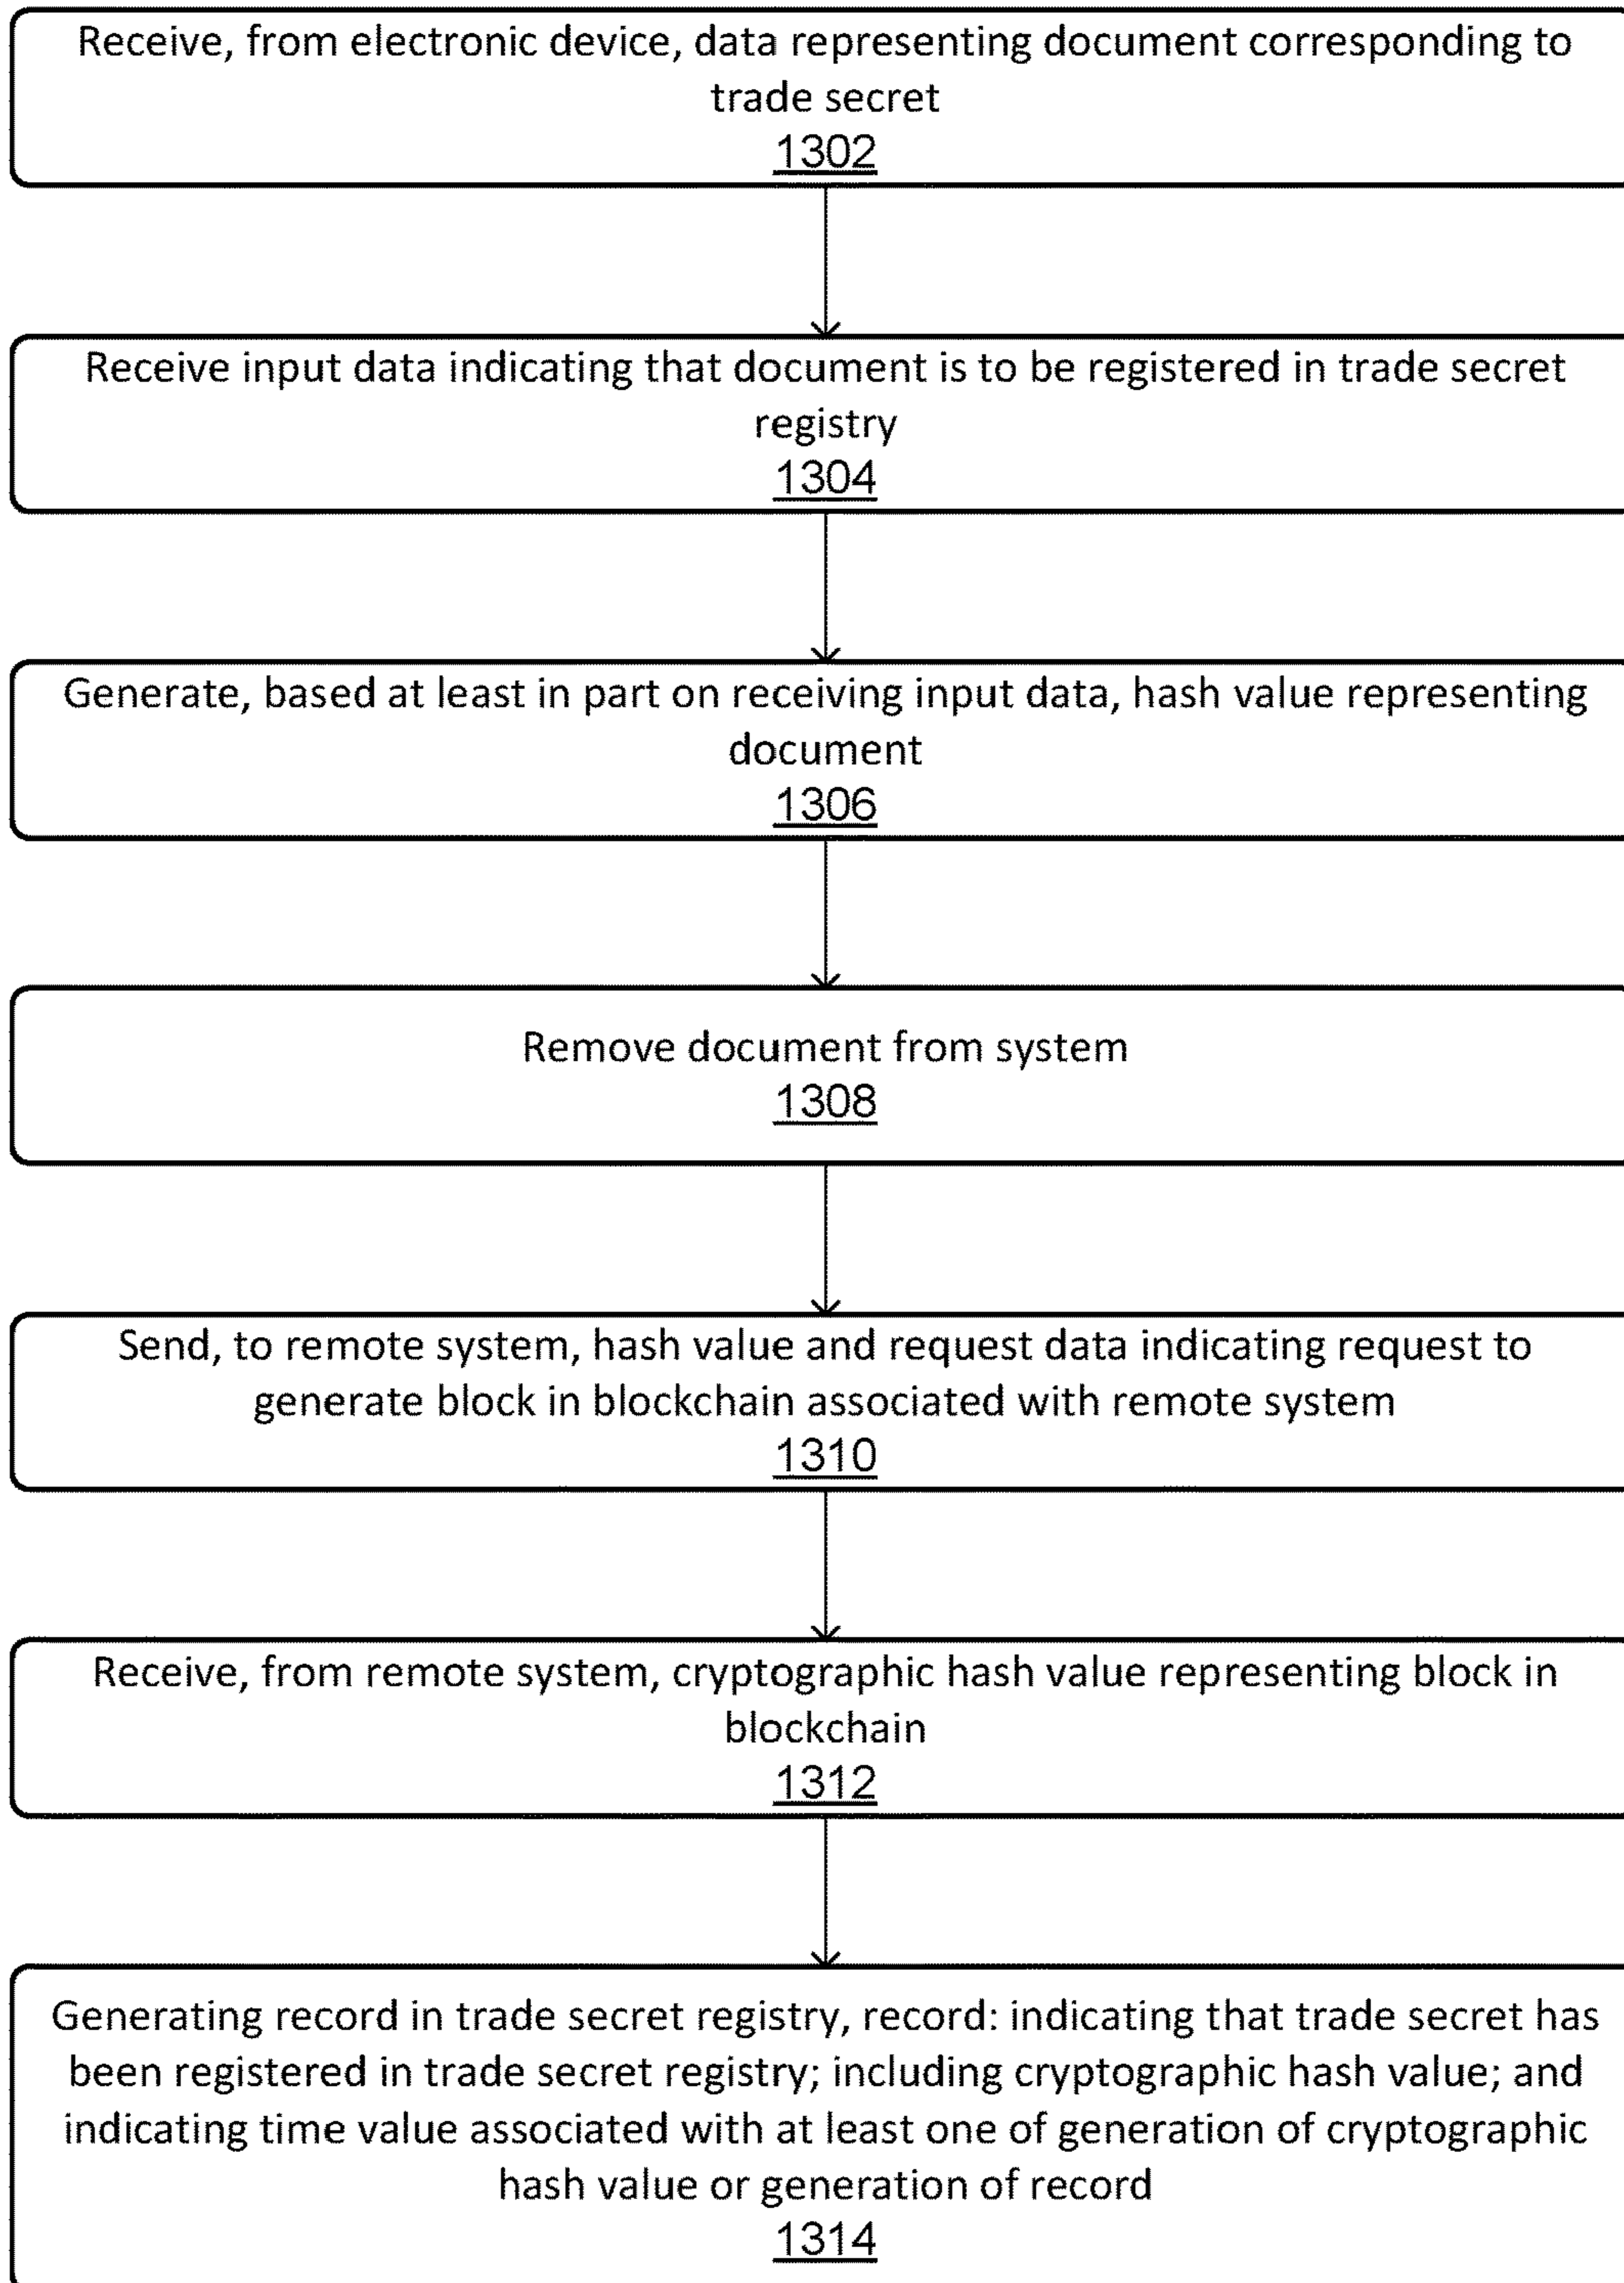 Receive, from electronic device, data representing document corresponding to
trade secret
1302
Receive input data indicating that document is to be registered in trade secret
registry
1304
Generate, based at least in part on receiving input data, hash value representing
document
1306
Remove document from system
1308
Send, to remote system, hash value and request data indicating request to
generate block in blockchain associated with remote system
1310
Receive, from remote system, cryptographic hash value representing block in
blockchain
1312
Generating record in trade secret registry, record: indicating that trade secret has
been registered in trade secret registry; including cryptographic hash value; and
indicating time value associated with at least one of generation of cryptographic
hash value or generation of record
1314